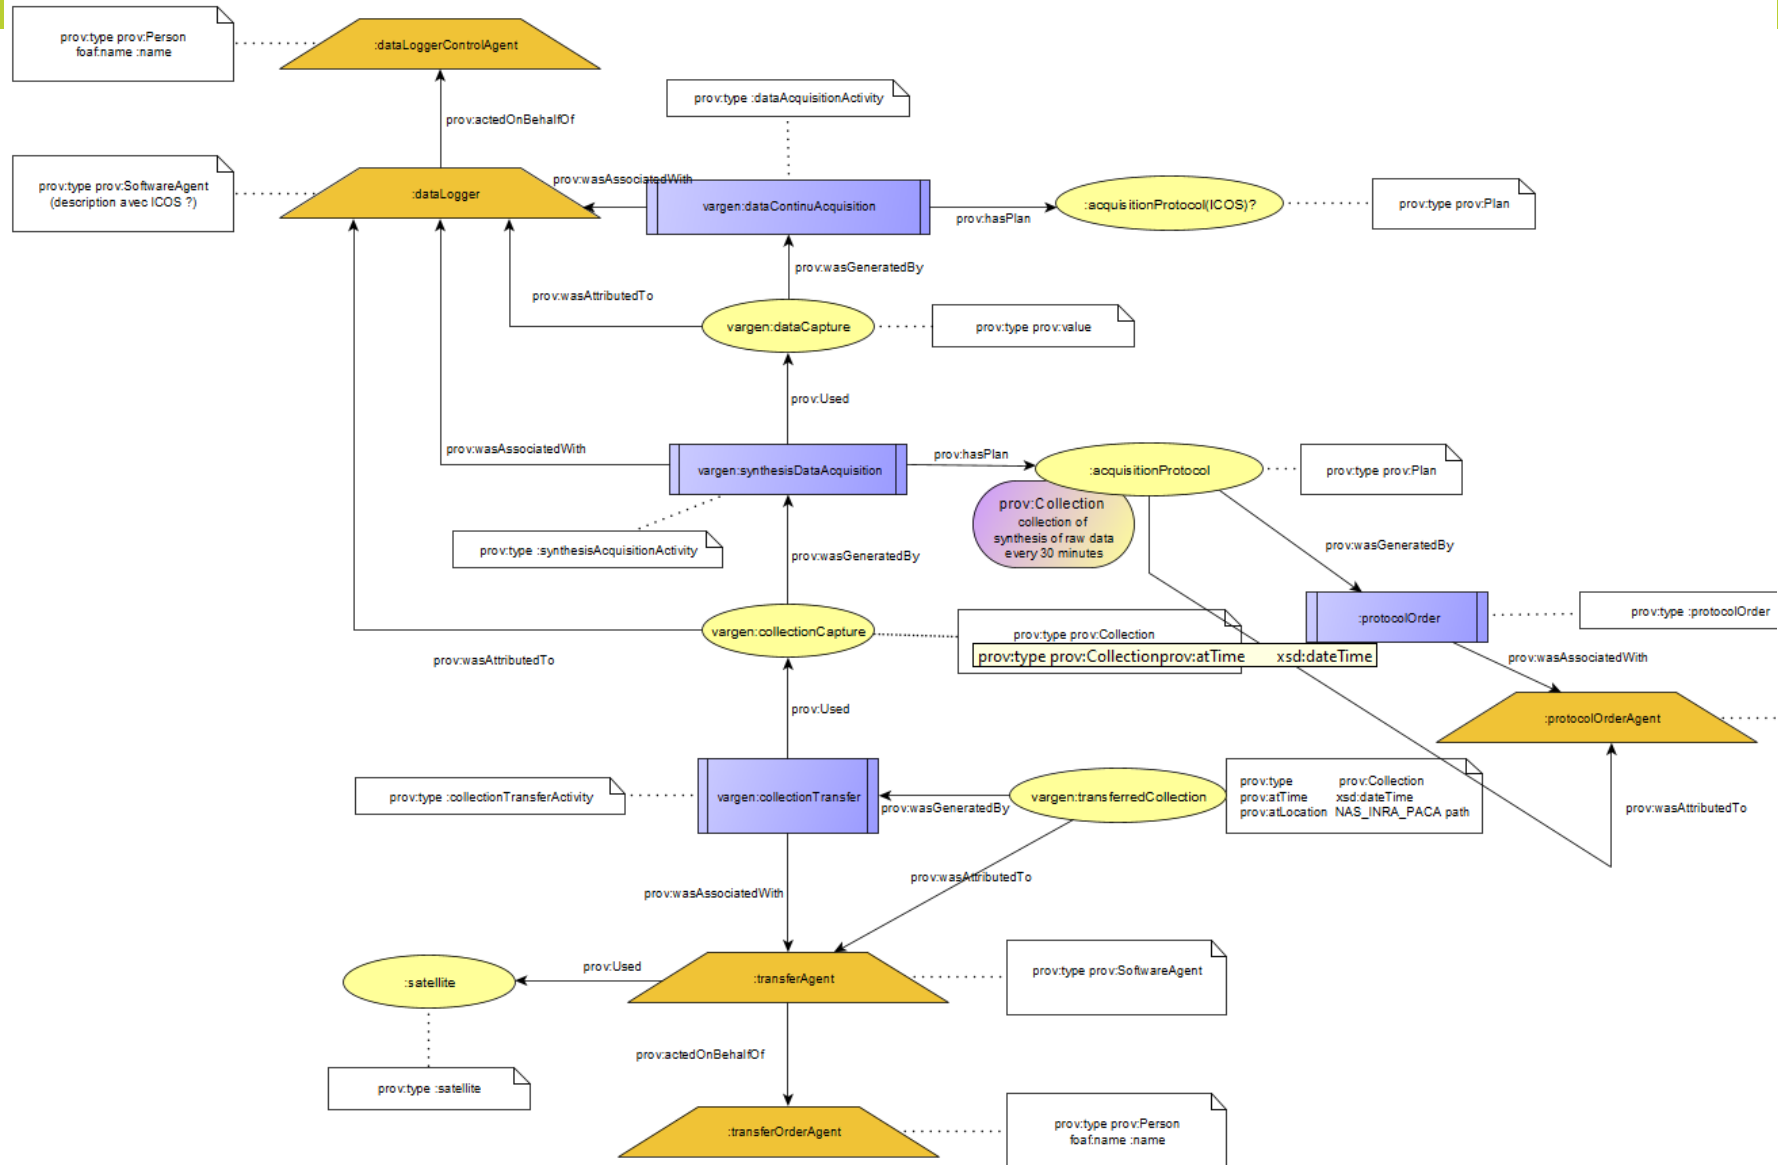 prov:type prov:Person
foaf:name :name
:dataLoggerControlAgent
prov:type :dataAcquisitionActivity
prov:actedOnBehalfOf
prov:type prov:SoftwareAgent
(description avec ICOS ?)
:dataLogger
prov:wasAssociatedWith
vargen:dataContinuAcquisition
prov:hasPlan
:acquisitionProtocol(ICOS)?
prov:type prov:Plan
prov:wasGeneratedBy
prov:wasAttributedTo
vargen:dataCapture
prov:type prov:value
prov:Used
prov:wasAssociatedWith
vargen:synthesisDataAcquisition
prov:hasPlan
:acquisitionProtocol
prov:type prov:Plan
prov:Collection
collection of
synthesis of raw data
every 30 minutes
prov:type :synthesisAcquisitionActivity
prov:wasGeneratedBy
prov:wasGeneratedBy
:protocolOrder
prov:type :protocolOrder
vargen:collectionCapture
prov:type prov:Collection
prov:type prov:Collectionprov:atTime xsd:dateTime
prov:wasAttributedTo
prov:wasAssociatedWith
prov:Used
:protocolOrderAgent
prov:type :collectionTransferActivity
vargen:collectionTransfer
prov:wasGeneratedBy
vargen:transferredCollection
prov:type prov:Collection
prov:atTime xsd:dateTime
prov:atLocation NAS_INRA_PACA path
prov:wasAttributedTo
prov:wasAssociatedWith
prov:wasAttributedTo
:satellite
prov:Used
:transferAgent
prov:type prov:SoftwareAgent
prov:actedOnBehalfOf
prov:type :satellite
:transferOrderAgent
prov:type prov:Person
foaf:name :name